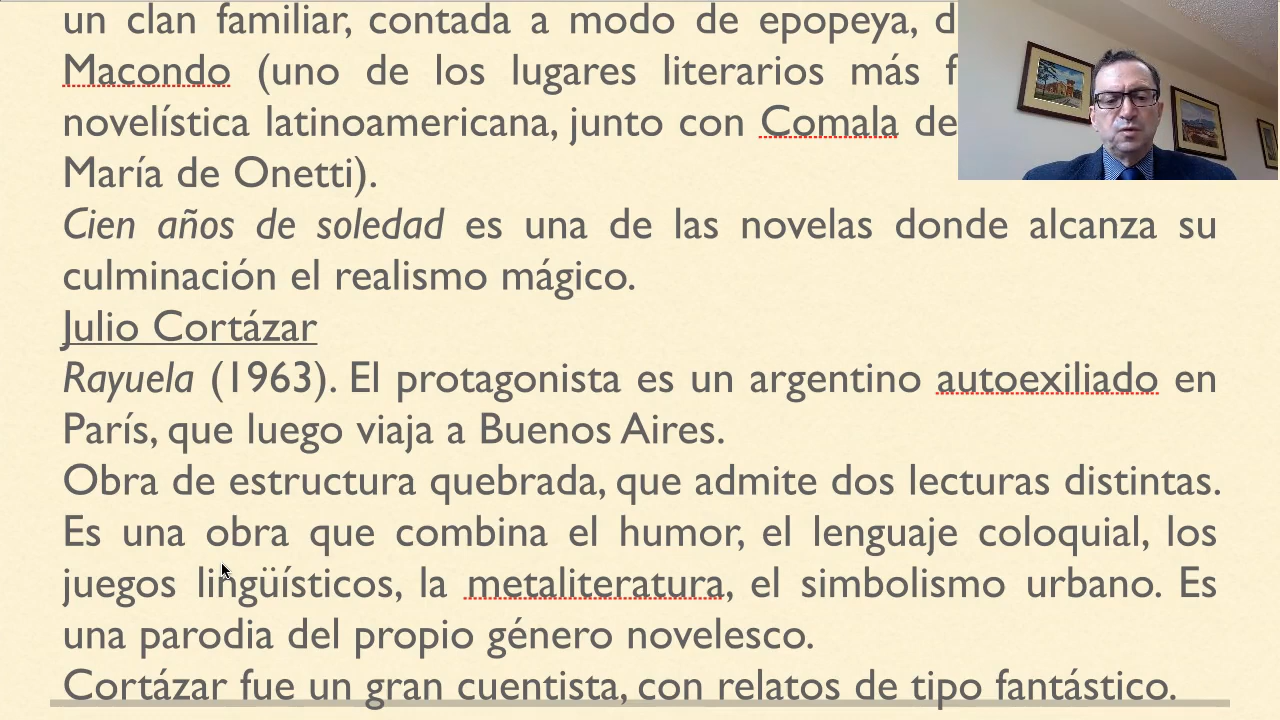 un clan familiar, contada a modo de epopeya,
Macondo (uno de los lugares literarios más
novelística latinoamericana, junto con Comala de
María de Onetti).
Cien años de soledad es una de las novelas donde alcanza su
culminación el realismo mágico.
Julio Cortázar
Rayuela (1963). El protagonista es un argentino autoexiliado en
París, que luego viaja a Buenos Aires.
Obra de estructura quebrada, que admite dos lecturas distintas.
Es una obra que combina el humor, el lenguaje coloquial, los
juegos lingüísticos, la metaliteratura, el simbolismo urbano. Es
una parodia del propio género novelesco.
Cortázar fue un gran cuentista, con relatos de tipo fantástico.